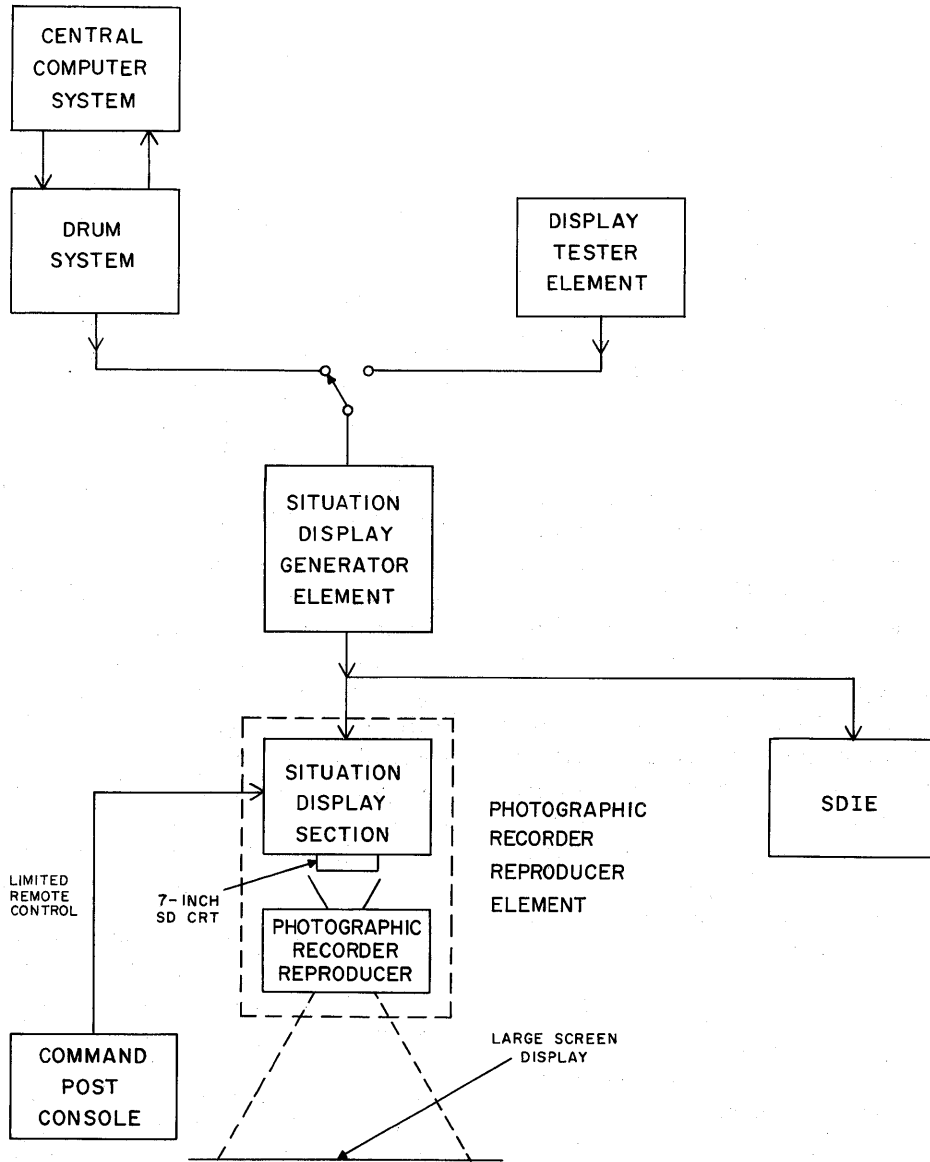 CENTRAL
COMPUTER
SYSTEM
DRUM
SYSTEM
DISPLAY
TESTER
ELEMENT
SITUATION
DISPLAY
GENERATOR
ELEMENT
SITUATION
DISPLAY
SECTION
SDIE
PHOTOGRAPHIC
RECORDER
REPRODUCER
ELEMENT
LIMITED
REMOTE
CONTROL
7-INCH
SD CRT
PHOTOGRAPHIC
RECORDER
REPRODUCER
COMMAND
POST
CONSOLE
LARGE SCREEN
DISPLAY